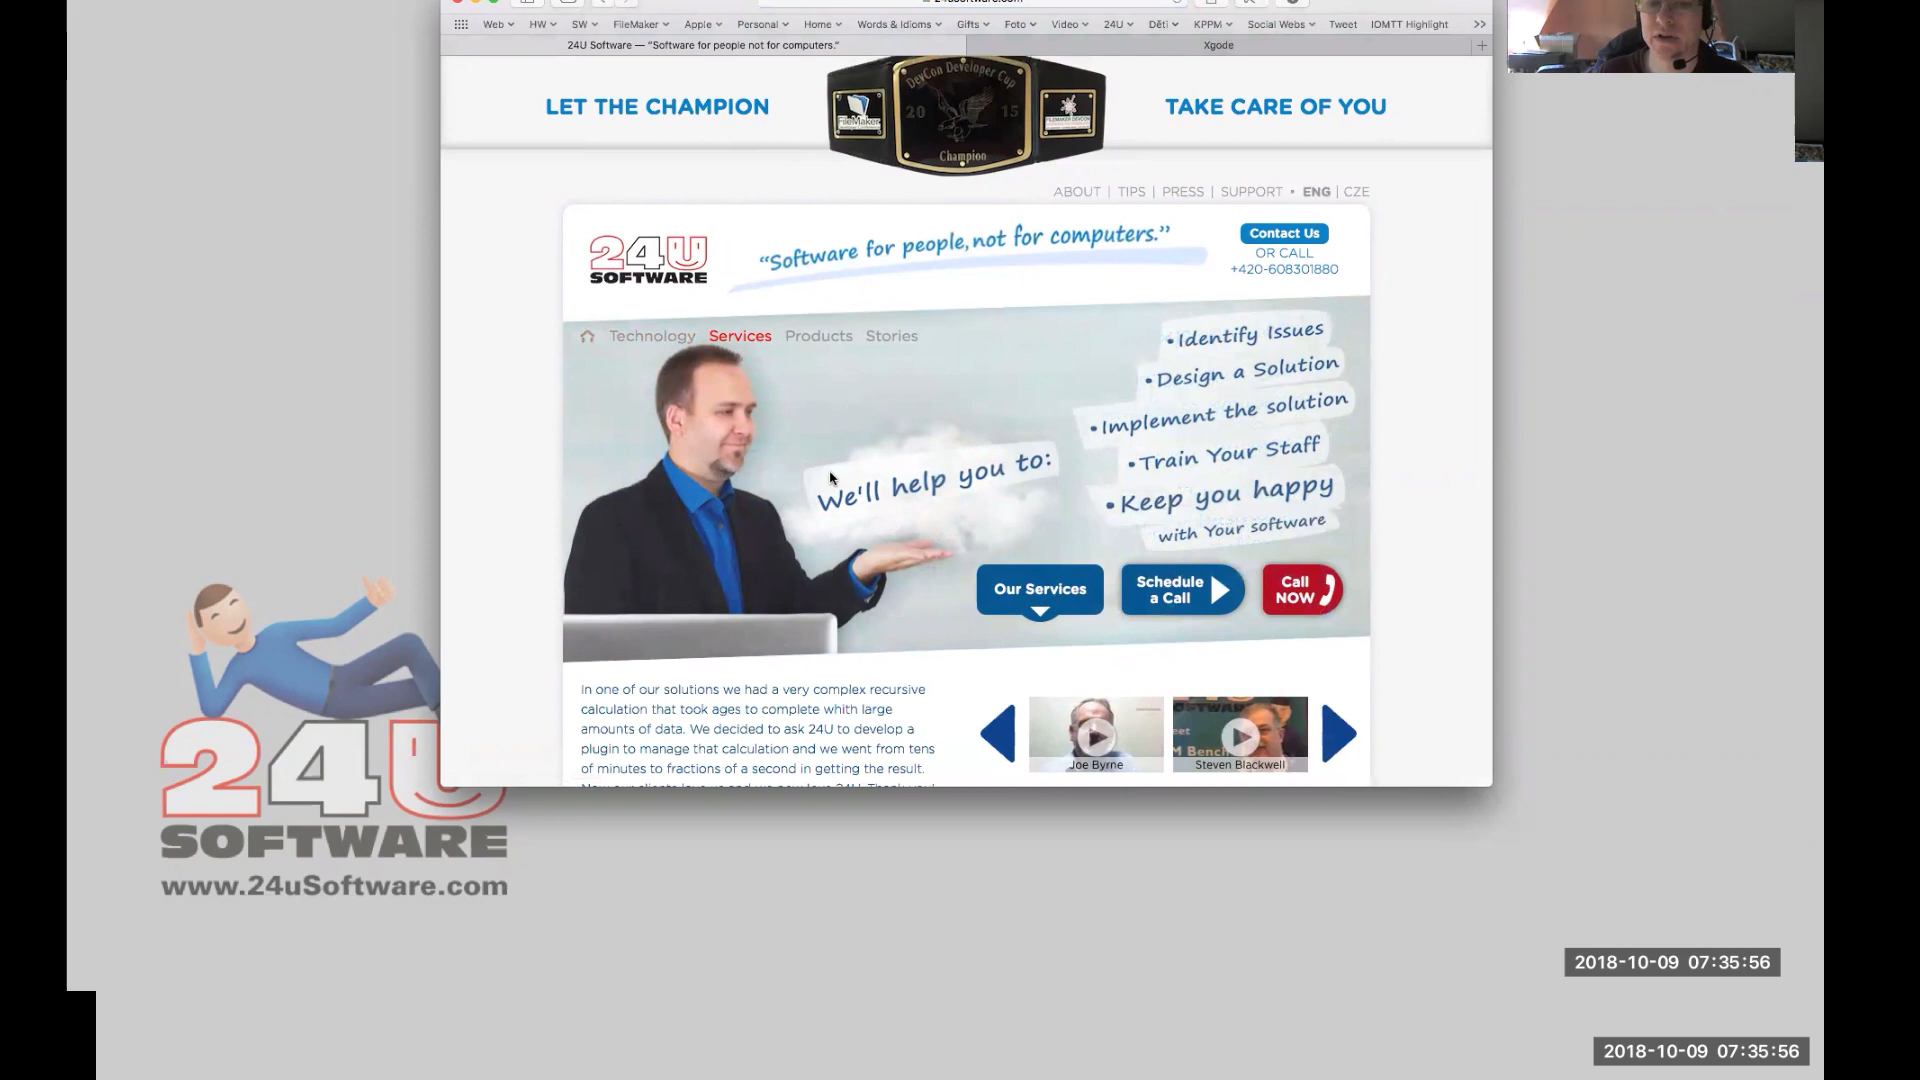 24usoftware.com
Web HW SW FileMaker Apple Personal Home Words & Idioms Gifts Foto Video 24U Děti KPPM Social Webs Tweet IOMTT Highlight >>
24U Software — "Software for people not for computers." Xgode +
LET THE CHAMPION
DevCon Developer Cup
2015
FileMaker
Champion
TAKE CARE OF YOU
ABOUT | TIPS | PRESS | SUPPORT • ENG | CZE
24U SOFTWARE
"Software for people, not for computers."
Contact Us
OR CALL
+420-608301880
Technology Services Products Stories
We'll help you to:
• Identify Issues
• Design a Solution
• Implement the solution
• Train Your Staff
• Keep you happy
with Your software
Our Services
Schedule a Call
Call NOW
In one of our solutions we had a very complex recursive
calculation that took ages to complete whith large
amounts of data. We decided to ask 24U to develop a
plugin to manage that calculation and we went from tens
of minutes to fractions of a second in getting the result.
Joe Byrne
Steven Blackwell
24U
SOFTWARE
www.24uSoftware.com
2018-10-09 07:35:56
2018-10-09 07:35:56